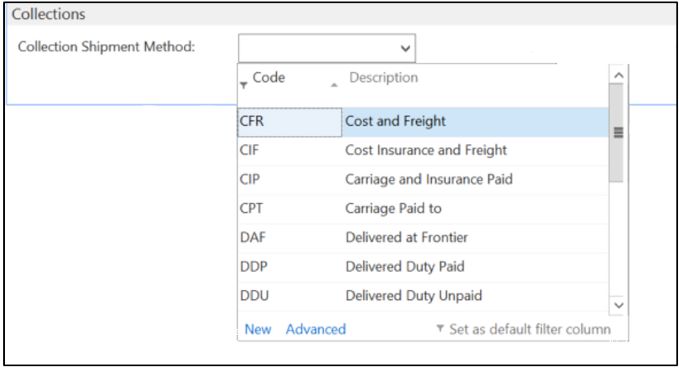 Collections
Collection Shipment Method:
Code Description
CFR Cost and Freight
CIF Cost Insurance and Freight
CIP Carriage and Insurance Paid
CPT Carriage Paid to
DAF Delivered at Frontier
DDP Delivered Duty Paid
DDU Delivered Duty Unpaid
New Advanced Set as default filter column